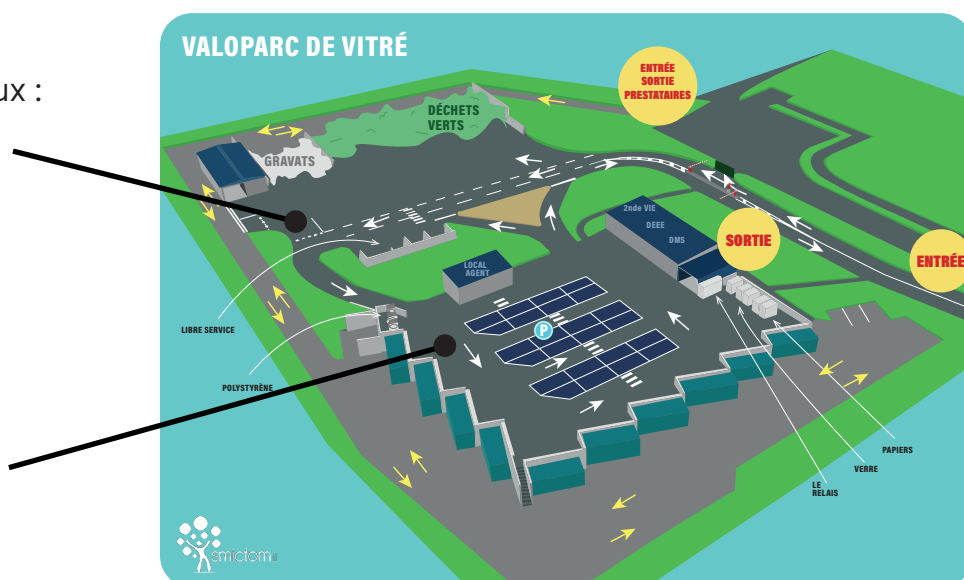 ux :
VALOPARC DE VITRÉ
ENTRÉE
SORTIE
PRESTATAIRES
DÉCHETS
VERTS
GRAVATS
2nde VIE
DEEE
DMS
SORTIE
ENTRÉE
LOCAL
AGENT
LIBRE SERVICE
P
POLYSTYRÈNE
PAPIERS
VERRE
LE
RELAIS
smictom